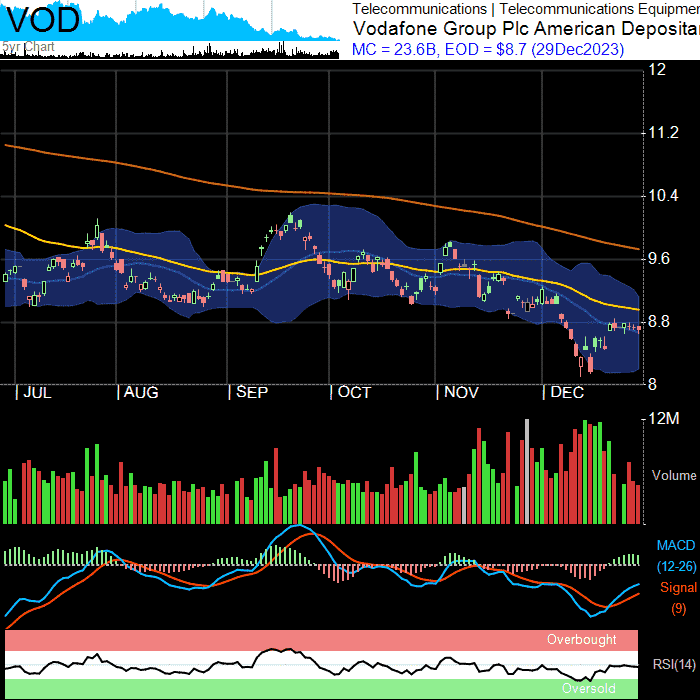 VOD
5yr Chart
Telecommunications | Telecommunications Equipmen
Vodafone Group Plc American Depositar
MC = 23.6B, EOD = $8.7 (29Dec2023)
12
11.2
10.4
9.6
8.8
8
| JUL | AUG | SEP | OCT | NOV | DEC
12M
Volume
MACD
(12-26)
Signal
(9)
Overbought
RSI(14)
Oversold